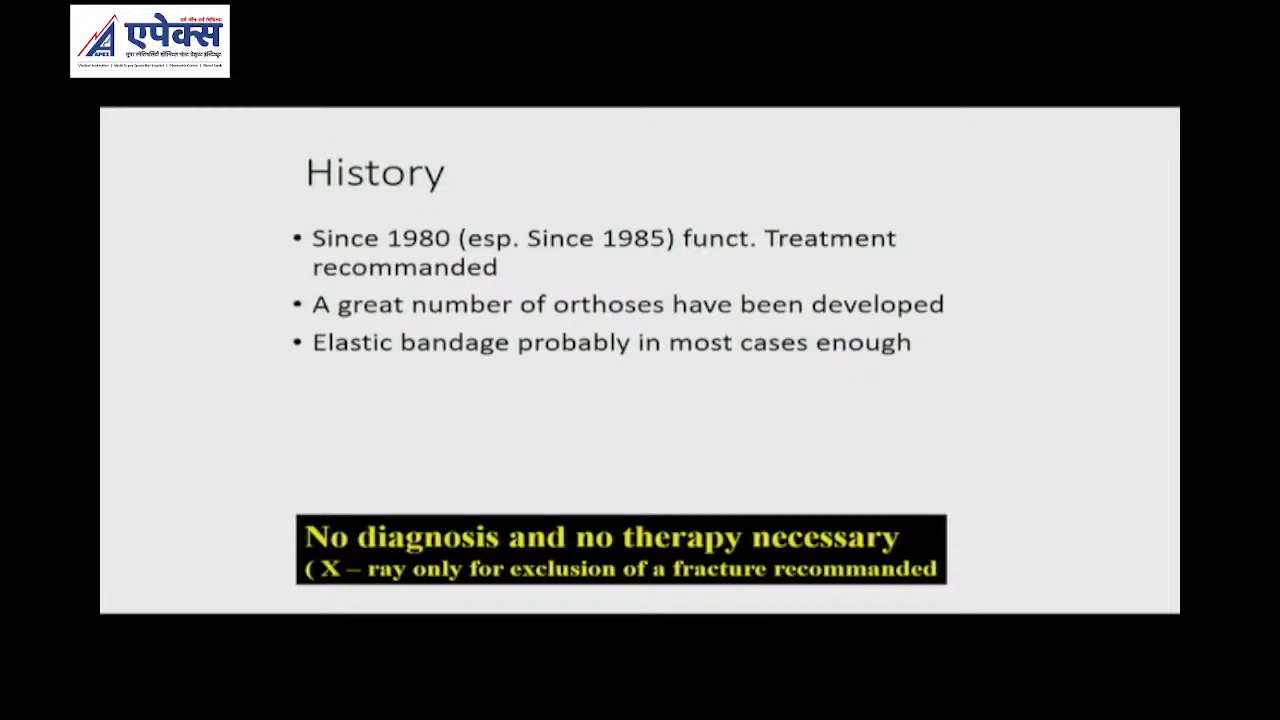 एपेक्स
APEX
History
• Since 1980 (esp. Since 1985) funct. Treatment
recommanded
• A great number of orthoses have been developed
• Elastic bandage probably in most cases enough
No diagnosis and no therapy necessary
( X – ray only for exclusion of a fracture recommanded